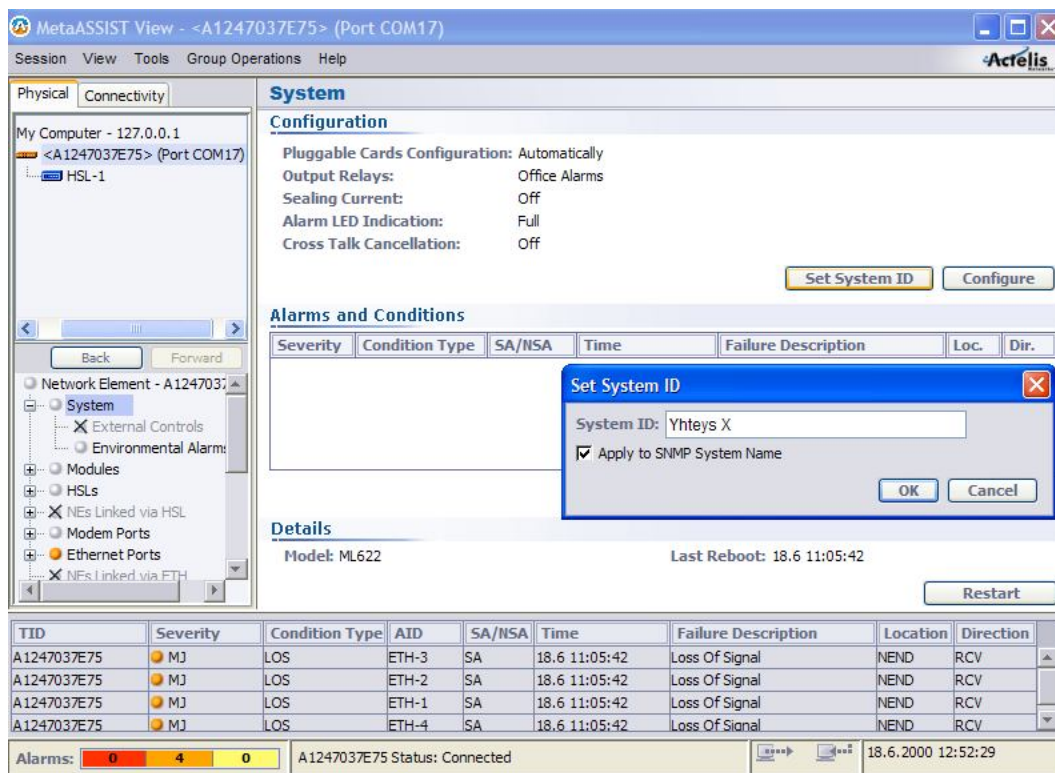 MetaASSIST View - <A1247037E75> (Port COM17)
Session View Tools Group Operations Help
Actelis
Physical Connectivity
My Computer - 127.0.0.1
<A1247037E75> (Port COM17)
HSL-1
Back Forward
Network Element - A1247037
System
External Controls
Environmental Alarms
Modules
HSLs
NEs Linked via HSL
Modem Ports
Ethernet Ports
NEs Linked via ETH
System
Configuration
Pluggable Cards Configuration: Automatically
Output Relays: Office Alarms
Sealing Current: Off
Alarm LED Indication: Full
Cross Talk Cancellation: Off
Set System ID Configure
Alarms and Conditions
Severity Condition Type SA/NSA Time Failure Description Loc. Dir.
Set System ID
System ID: Yhteys X
Apply to SNMP System Name
OK Cancel
Details
Model: ML622 Last Reboot: 18.6 11:05:42
Restart
TID Severity Condition Type AID SA/NSA Time Failure Description Location Direction
A1247037E75 MJ LOS ETH-3 SA 18.6 11:05:42 Loss Of Signal NEND RCV
A1247037E75 MJ LOS ETH-2 SA 18.6 11:05:42 Loss Of Signal NEND RCV
A1247037E75 MJ LOS ETH-1 SA 18.6 11:05:42 Loss Of Signal NEND RCV
A1247037E75 MJ LOS ETH-4 SA 18.6 11:05:42 Loss Of Signal NEND RCV
Alarms: 0 4 0 A1247037E75 Status: Connected 18.6.2000 12:52:29